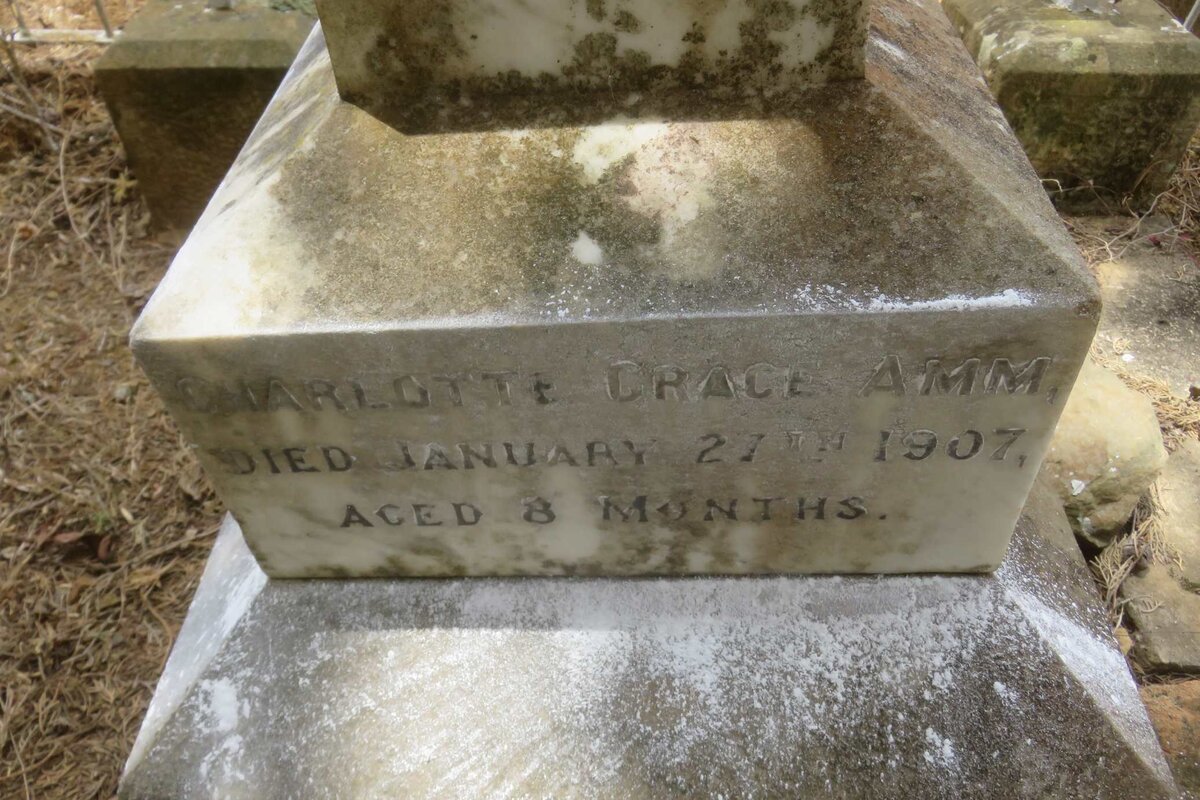 CHARLOTTE GRACE AMM,
DIED JANUARY 27TH 1907,
AGED 8 MONTHS.